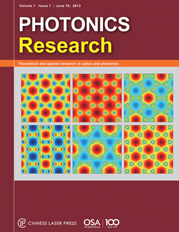 PHOTONICS
Research
Volume 1 Issue 1 / June 10, 2013
Theoretical and applied research in optics and photonics
CHINESE LASER PRESS
OSA 100